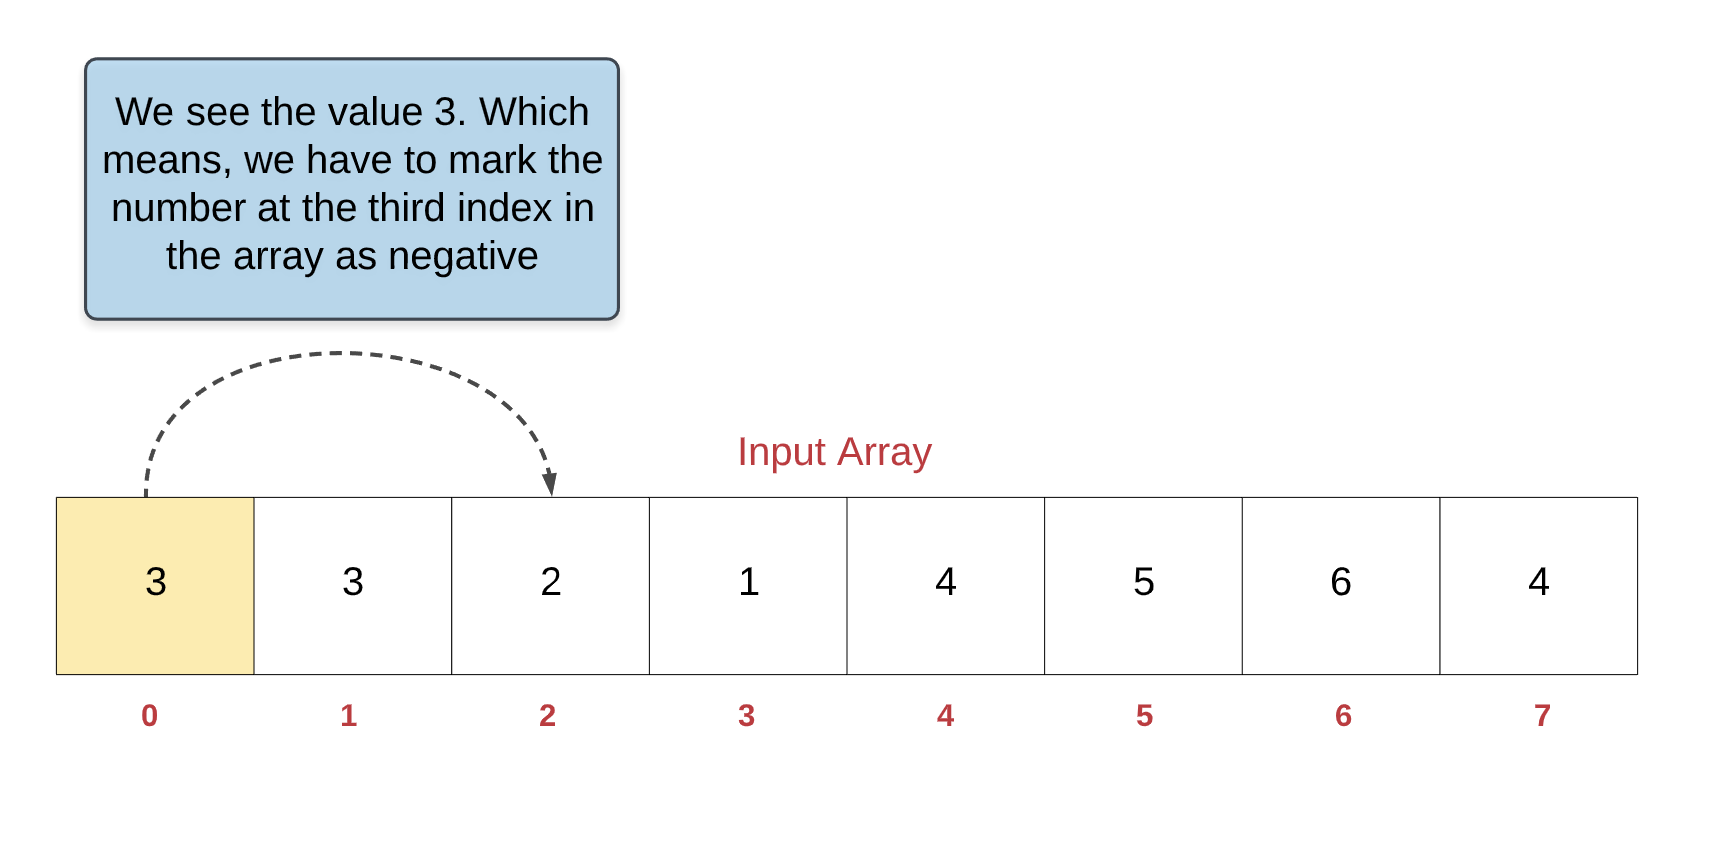 We see the value 3. Which
means, we have to mark the
number at the third index in
the array as negative
Input Array
3 3 2 1 4 5 6 4
0 1 2 3 4 5 6 7